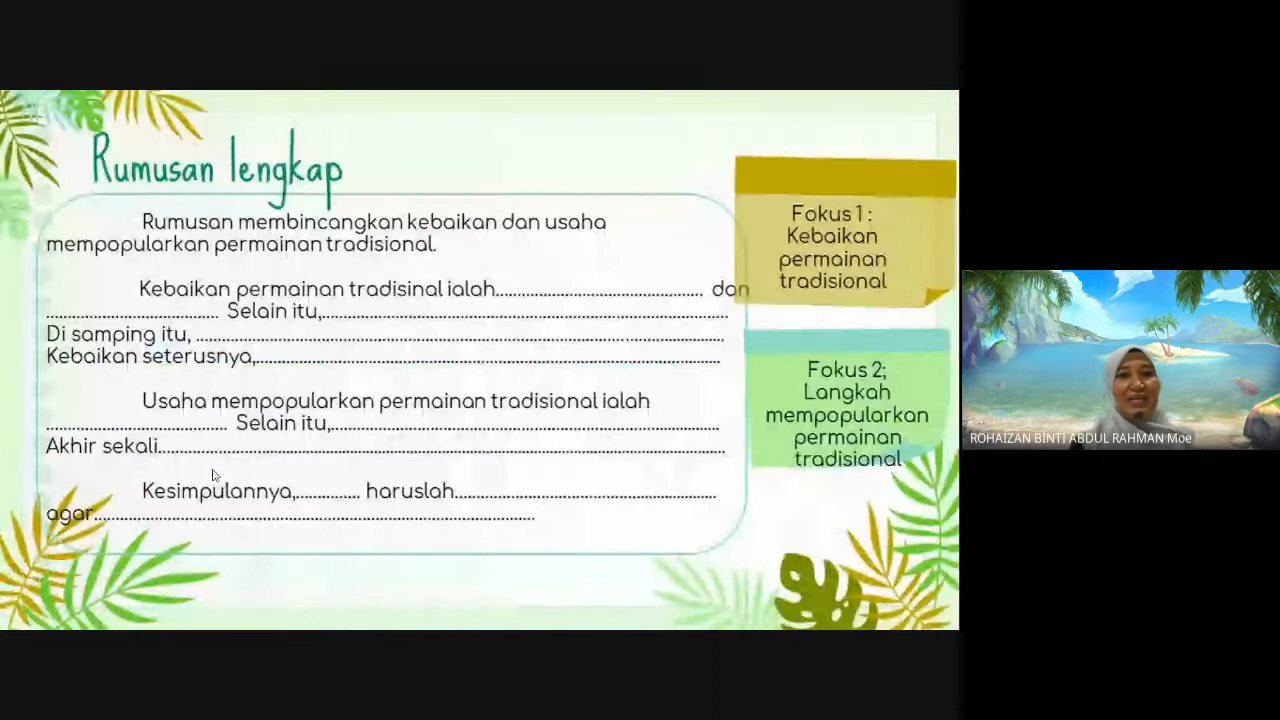 Rumusan lengkap
Rumusan membincangkan kebaikan dan usaha
mempopularkan permainan tradisional.
Kebaikan permainan tradisinal ialah.......................................................... dan
................................................ Selain itu,..................................................................................................................
Di samping itu, ....................................................................................................................................................
Kebaikan seterusnya,..................................................................................................................................
Usaha mempopularkan permainan tradisional ialah
.................................................. Selain itu,.............................................................................................................
Akhir sekali...............................................................................................................................................................
Kesimpulannya,.................. haruslah.........................................................................
agar...........................................................................................................................
Fokus 1 :
Kebaikan
permainan
tradisional
Fokus 2;
Langkah
mempopularkan
permainan
tradisional
ROHAIZAN BINTI ABDUL RAHMAN Moe